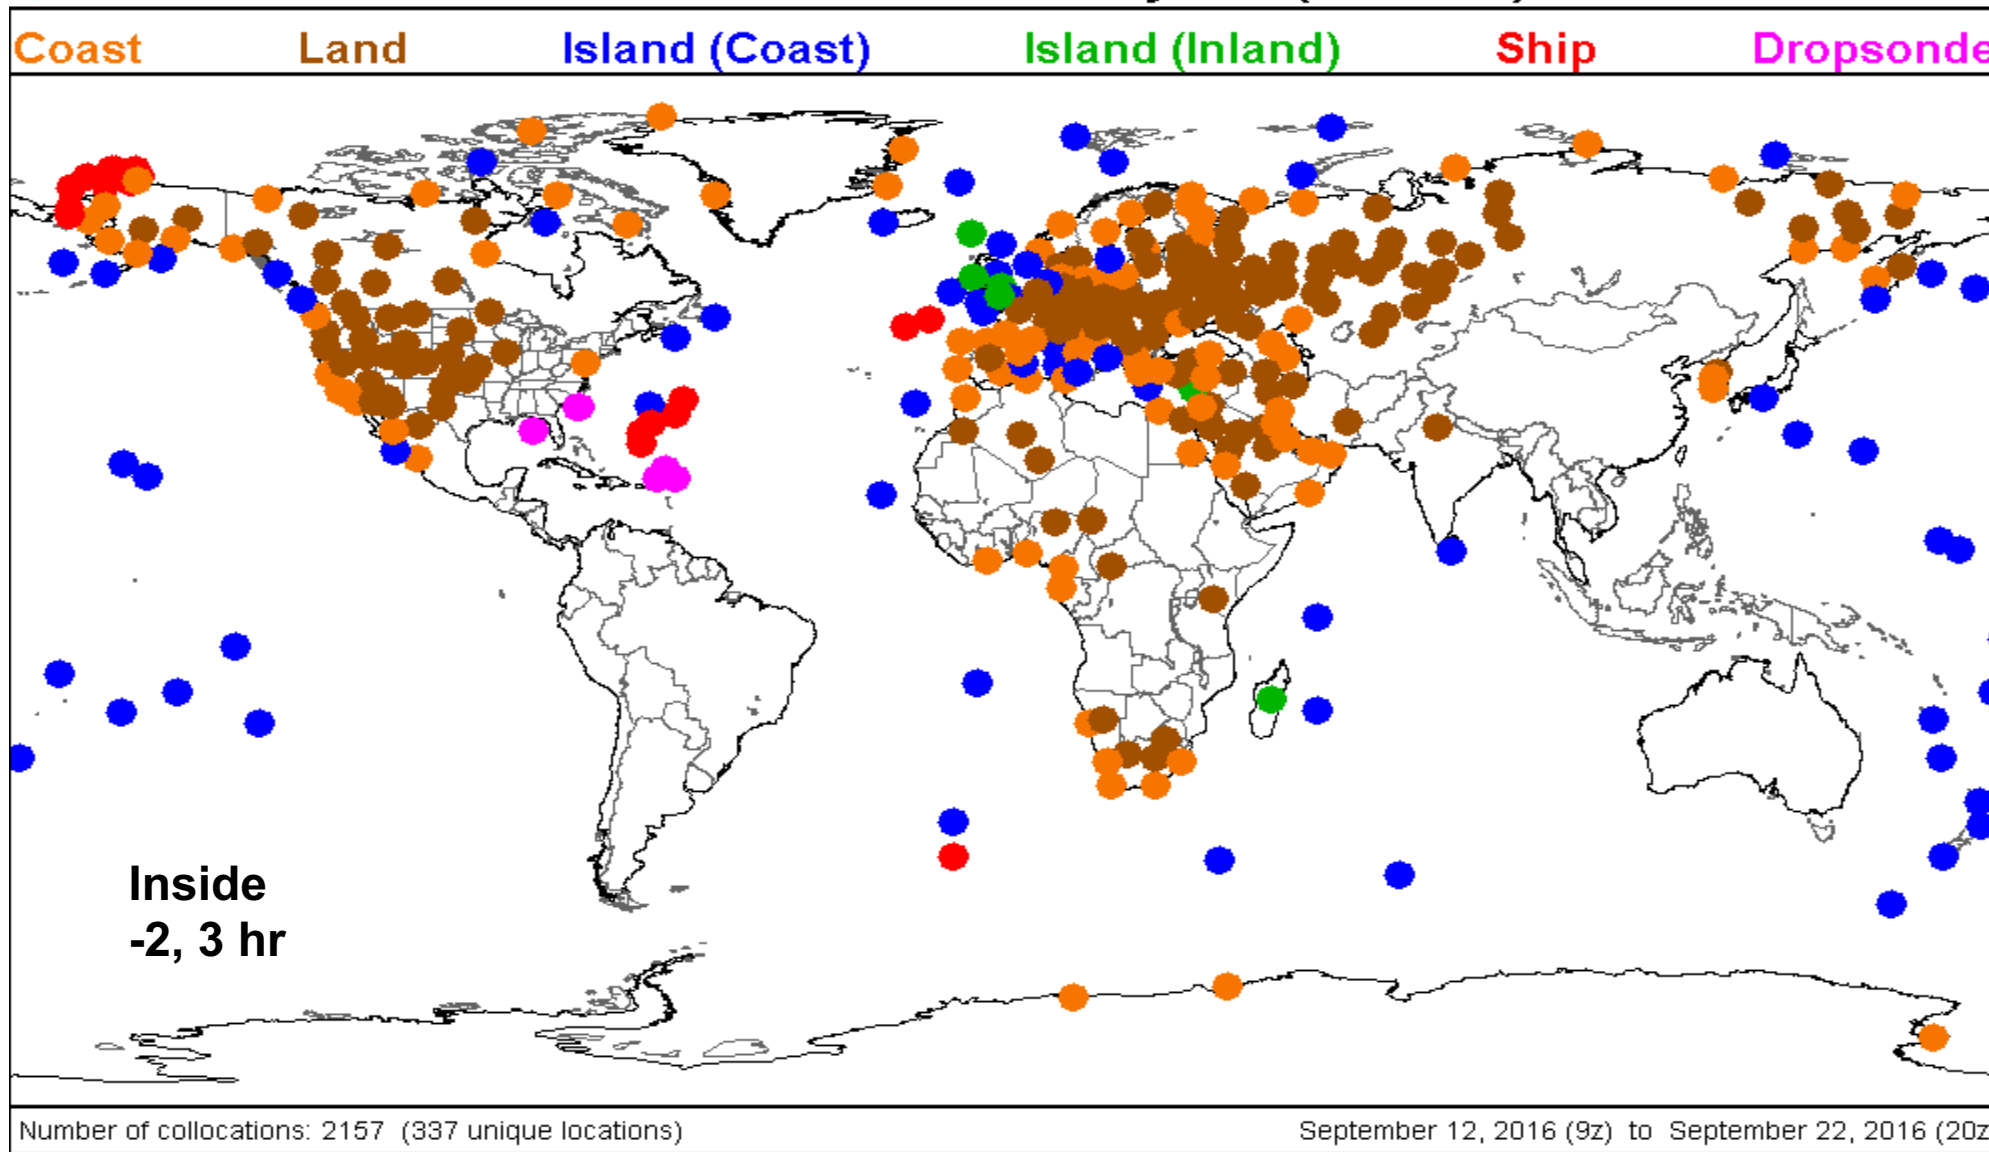 Coast Land Island (Coast) Island (Inland) Ship Dropsonde
Inside
-2, 3 hr
Number of collocations: 2157 (337 unique locations) September 12, 2016 (9z) to September 22, 2016 (20z